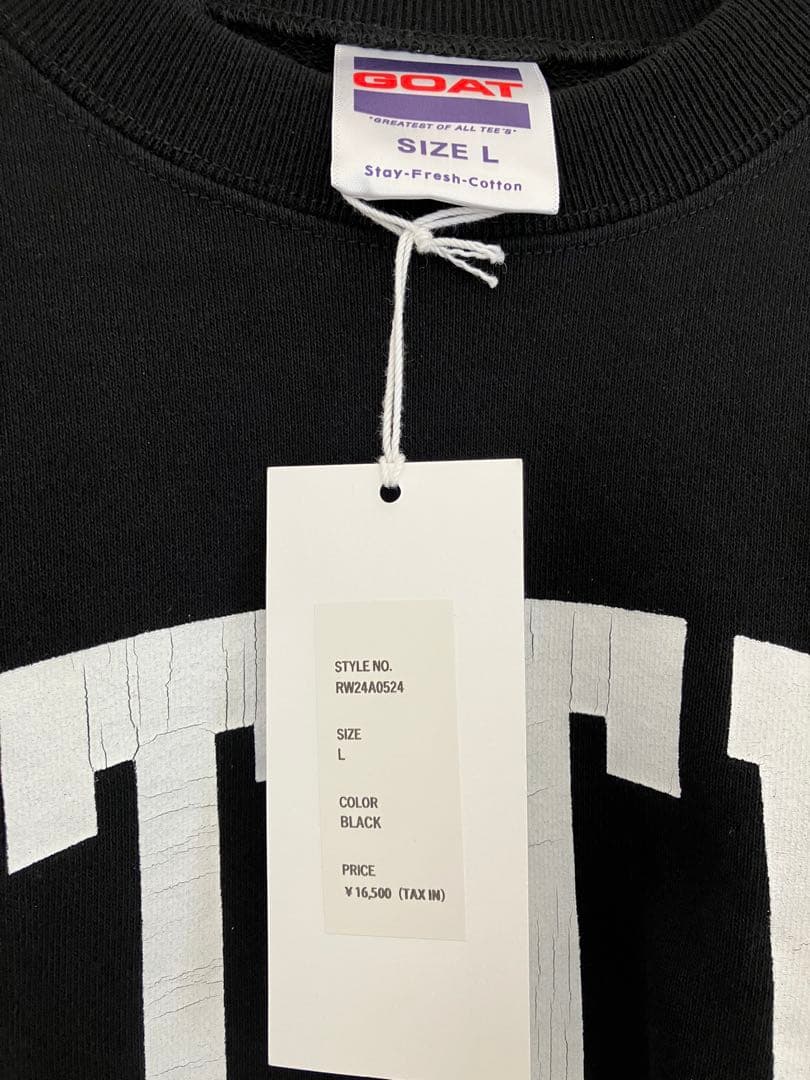 GOAT
"GREATEST OF ALL TEE'S"
SIZE L
Stay-Fresh-Cotton
STYLE NO.
RW24A0524
SIZE
L
COLOR
BLACK
PRICE
¥16,500 (TAX IN)